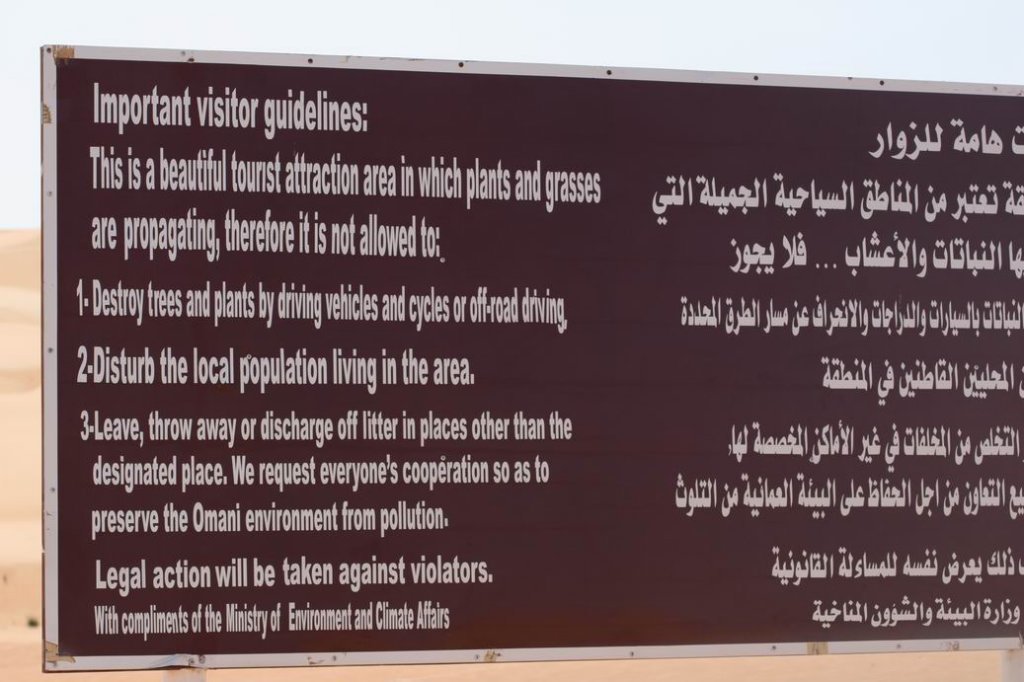 Important visitor guidelines:
This is a beautiful tourist attraction area in which plants and grasses
are propagating, therefore it is not allowed to:
1- Destroy trees and plants by driving vehicles and cycles or off-road driving,
2-Disturb the local population living in the area.
3-Leave, throw away or discharge off litter in places other than the
designated place. We request everyone's cooperation so as to
preserve the Omani environment from pollution.
Legal action will be taken against violators.
With compliments of the Ministry of Environment and Climate Affairs
هامة للزوار
تعتبر من المناطق السياحية الجميلة التي
النباتات والأعشاب ... فلا يجوز
النباتات بالسيارات والدراجات والانحراف عن مسار الطرق المحددة
المحليين القاطنين في المنطقة
التخلص من المخلفات في غير الأماكن المخصصة لها,
التعاون من اجل الحفاظ على البيئة العمانية من التلوث
ذلك يعرض نفسه للمساءلة القانونية
وزارة البيئة والشؤون المناخية